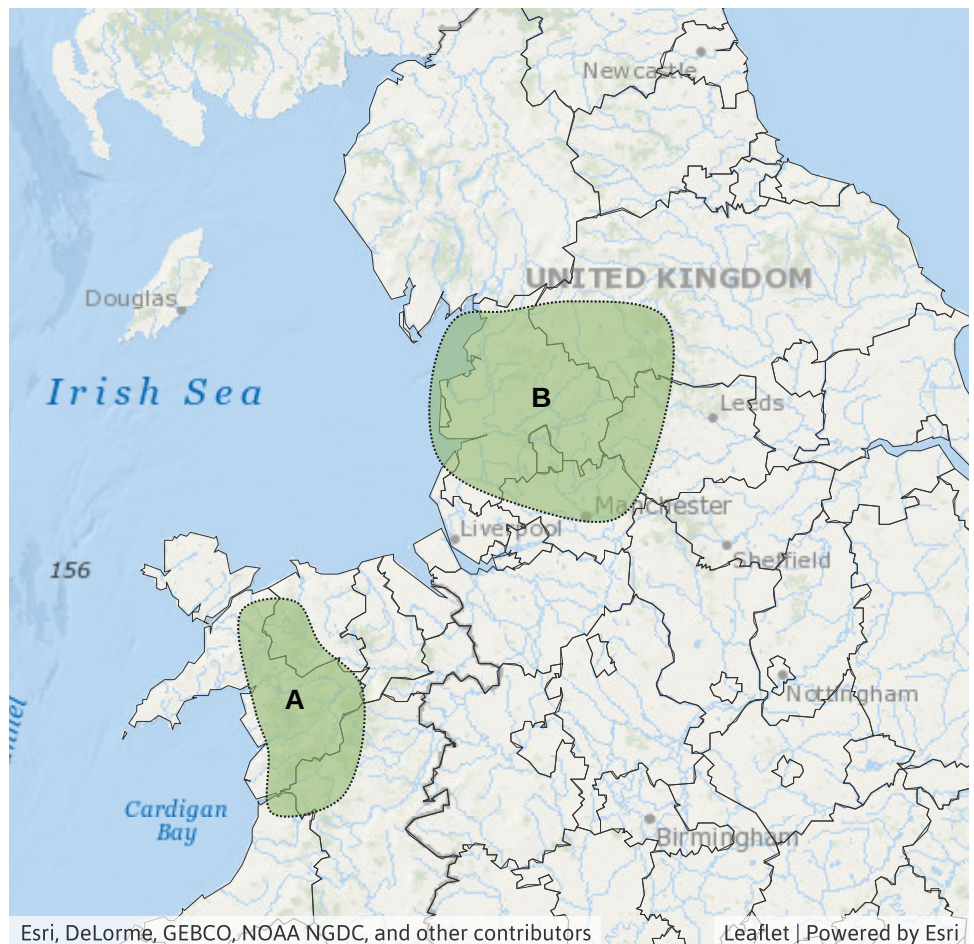 Newcastle
UNITED KINGDOM
Douglas
Irish Sea
B
Leeds
Manchester
Liverpool
Sheffield
156
A
Nottingham
Cardigan
Bay
Birmingham
Esri, DeLorme, GEBCO, NOAA NGDC, and other contributors
Leaflet | Powered by Esri